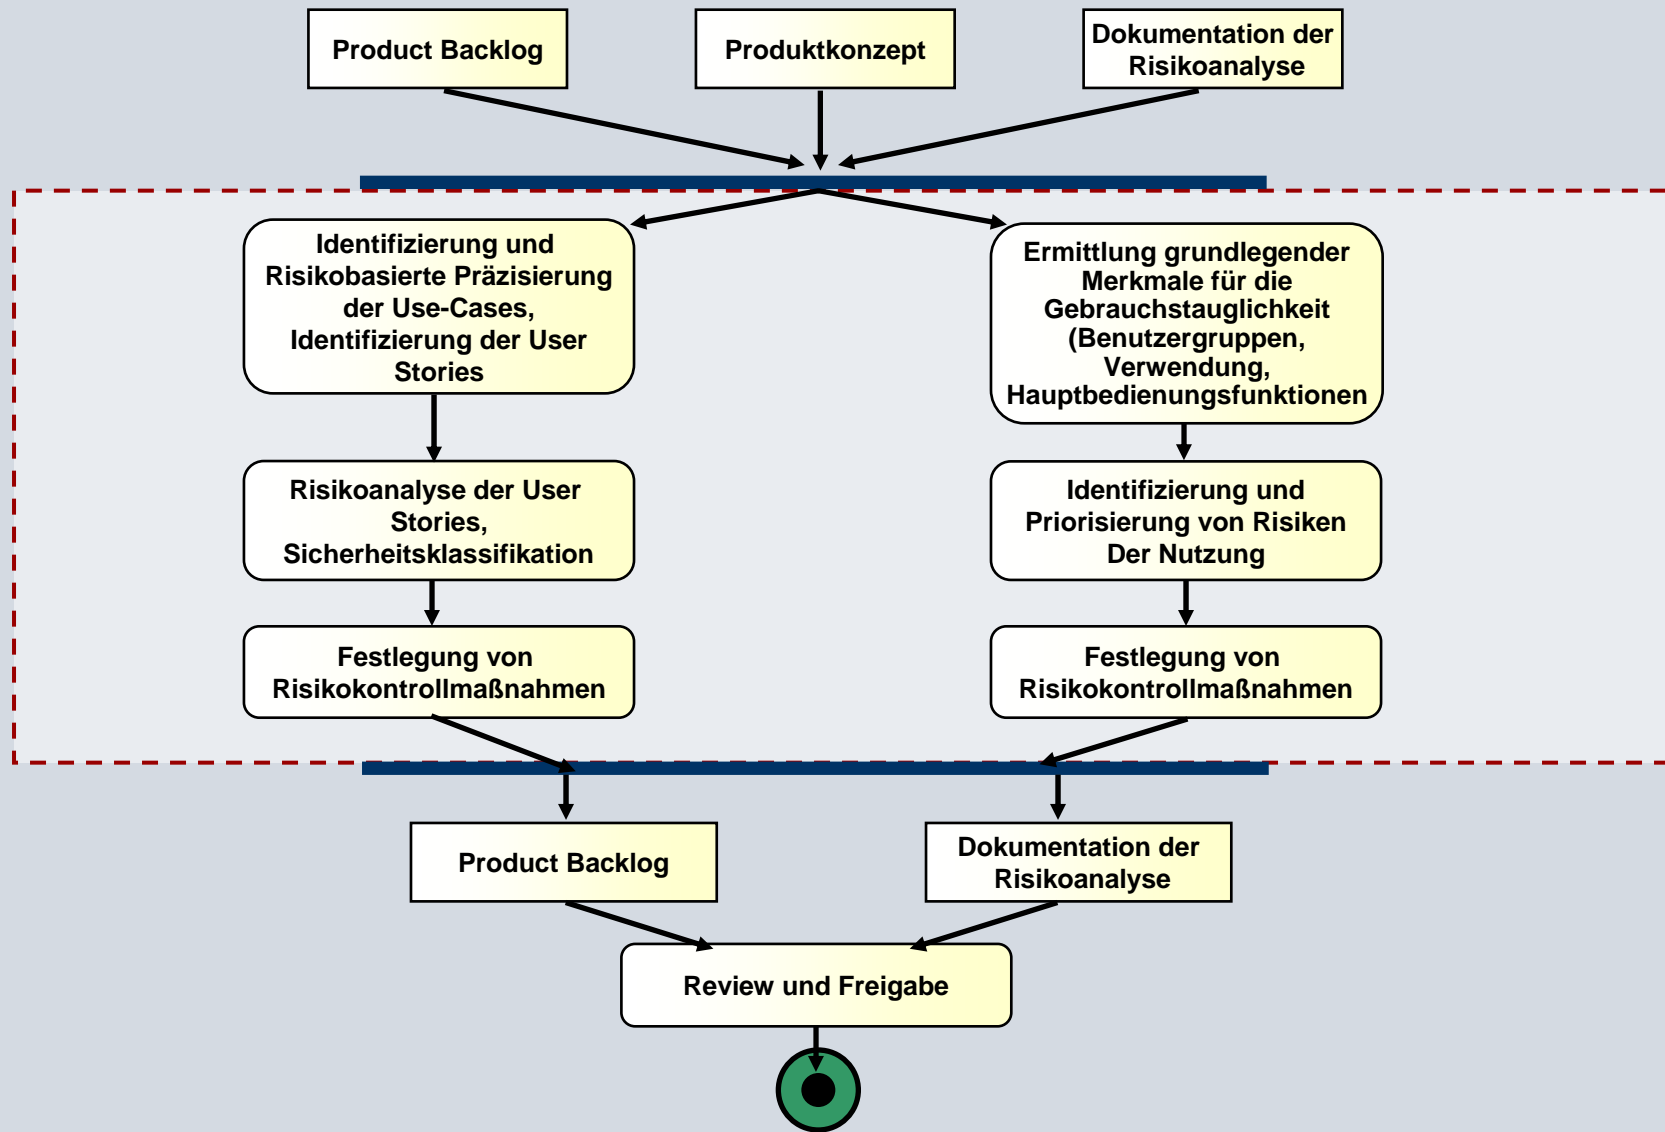 Product Backlog
Produktkonzept
Dokumentation der
Risikoanalyse
Identifizierung und
Risikobasierte Präzisierung
der Use-Cases,
Identifizierung der User
Stories
Ermittlung grundlegender
Merkmale für die
Gebrauchstauglichkeit
(Benutzergruppen,
Verwendung,
Hauptbedienungsfunktionen
Risikoanalyse der User
Stories,
Sicherheitsklassifikation
Identifizierung und
Priorisierung von Risiken
Der Nutzung
Festlegung von
Risikokontrollmaßnahmen
Festlegung von
Risikokontrollmaßnahmen
Product Backlog
Dokumentation der
Risikoanalyse
Review und Freigabe